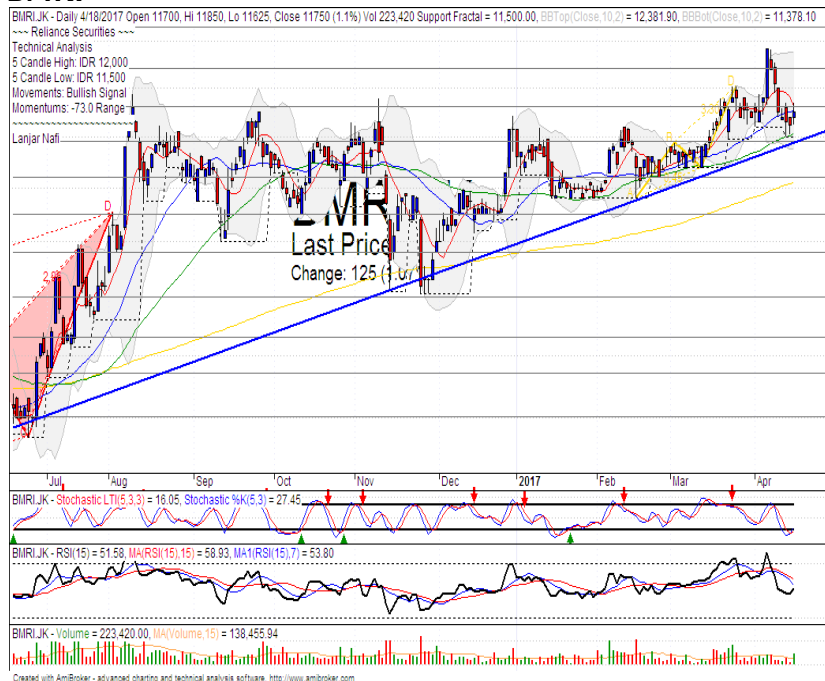 BMRI.JK - Daily 4/18/2017 Open 11700, Hi 11850, Lo 11625, Close 11750 (1.1%) Vol 223,420 Support Fractal = 11,500.00, BBTop(Close,10,2) = 12,381.90, BBBot(Close,10,2) = 11,378.10
~~~ Reliance Securities ~~~
Technical Analysis
5 Candle High: IDR 12,000
5 Candle Low: IDR 11,500
Movements: Bullish Signal
Momentums: -73.0 Range
Lanjar Nafi
D
D
Last Price
Change: 125 (1.07
Jul Aug Sep Oct Nov Dec 2017 Feb Mar Apr
BMRI.JK - Stochastic LTI(5,3,3) = 16.05, Stochastic %K(5,3) = 27.45
BMRI.JK - RSI(15) = 51.58, MA(RSI(15),15) = 58.93, MA1(RSI(15),7) = 53.80
BMRI.JK - Volume = 223,420.00, MA(Volume,15) = 138,455.94
Created with AmiBroker - advanced charting and technical analysis software. http://www.amibroker.com